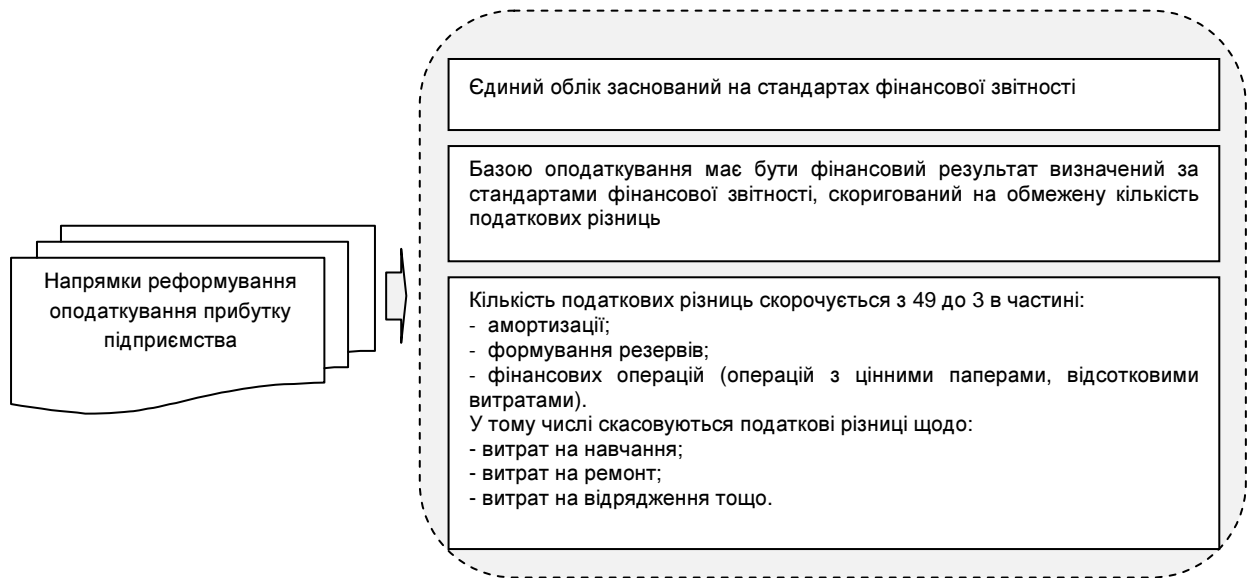 Напрямки реформування
оподаткування прибутку
підприємства
Єдиний облік заснований на стандартах фінансової звітності
Базою оподаткування має бути фінансовий результат визначений за
стандартами фінансової звітності, скоригований на обмежену кількість
податкових різниць
Кількість податкових різниць скорочується з 49 до 3 в частині:
- амортизації;
- формування резервів;
- фінансових операцій (операцій з цінними паперами, відсотковими
витратами).
У тому числі скасовуються податкові різниці щодо:
- витрат на навчання;
- витрат на ремонт;
- витрат на відрядження тощо.